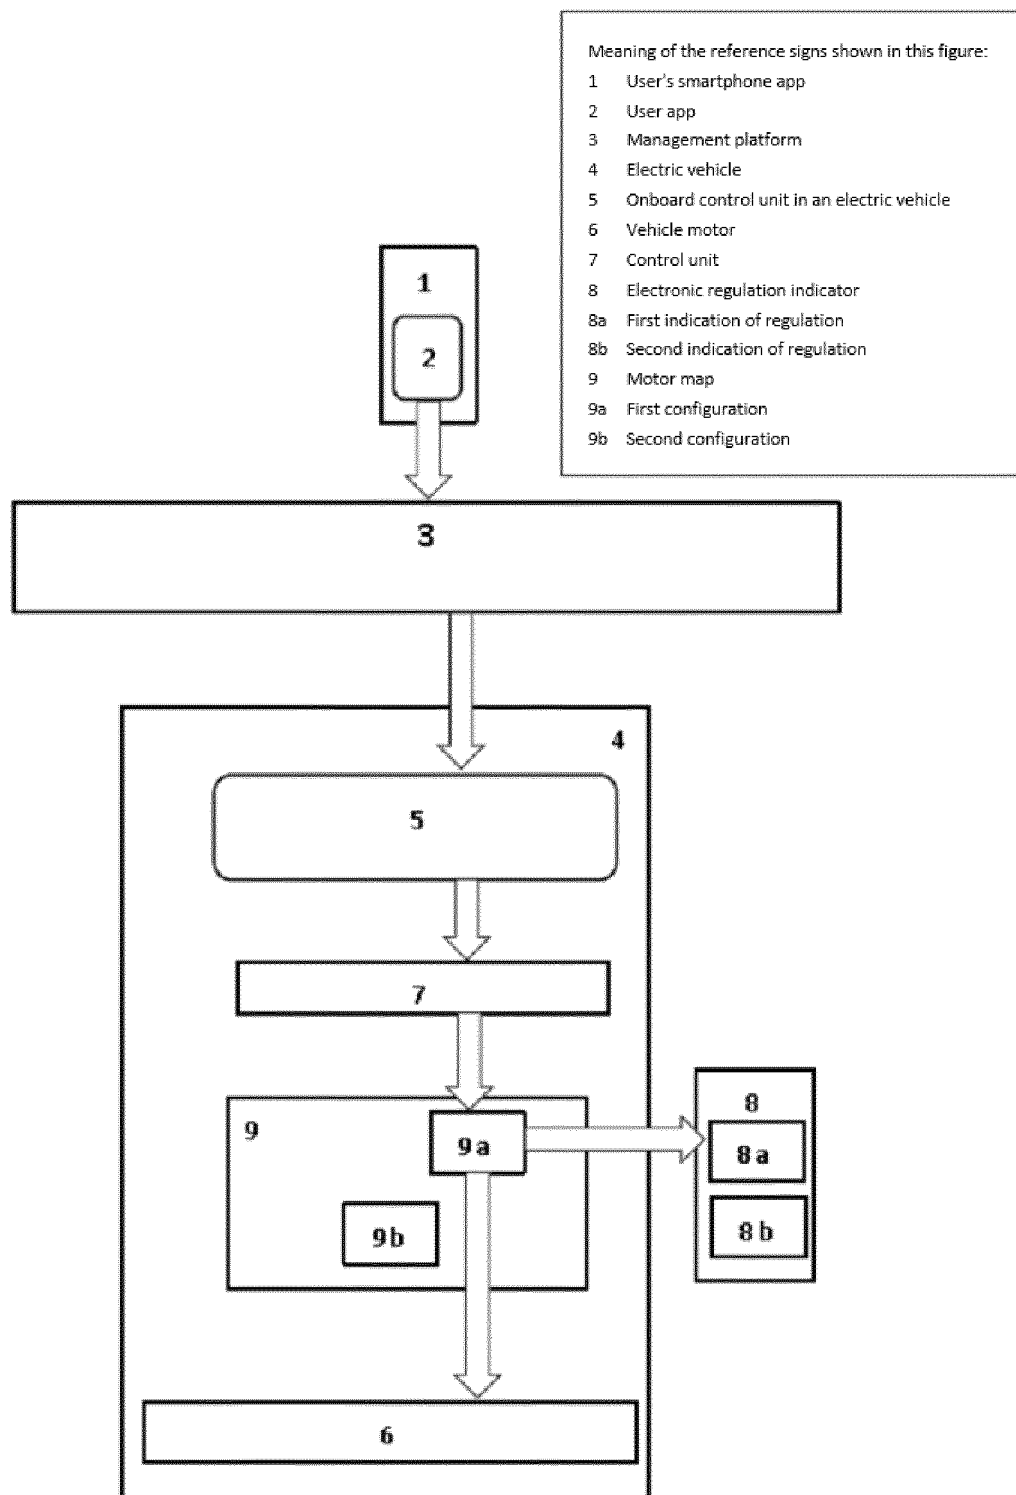 Meaning of the reference signs shown in this figure:
1 User's smartphone app
2 User app
3 Management platform
4 Electric vehicle
5 Onboard control unit in an electric vehicle
6 Vehicle motor
7 Control unit
8 Electronic regulation indicator
8a First indication of regulation
8b Second indication of regulation
9 Motor map
9a First configuration
9b Second configuration
1
2
3
4
5
7
8
9
9a
8a
9b
8b
6